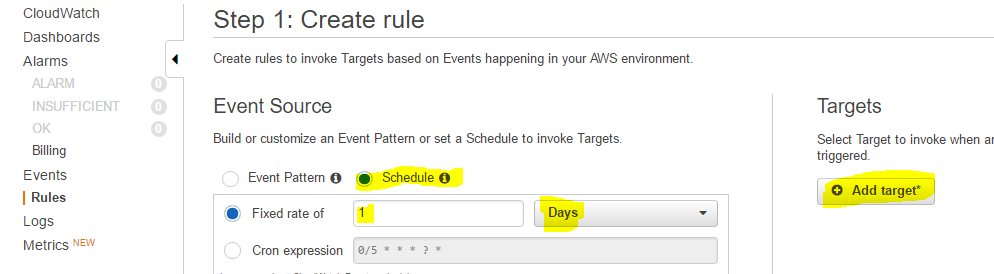 CloudWatch
Dashboards
Alarms
ALARM 0
INSUFFICIENT 0
OK 0
Billing
Events
Rules
Logs
Metrics NEW
Step 1: Create rule
Create rules to invoke Targets based on Events happening in your AWS environment.
Event Source
Build or customize an Event Pattern or set a Schedule to invoke Targets.
Event Pattern Schedule
Fixed rate of 1 Days
Cron expression 0/5 * * * ? *
Targets
Select Target to invoke when
triggered.
Add target*